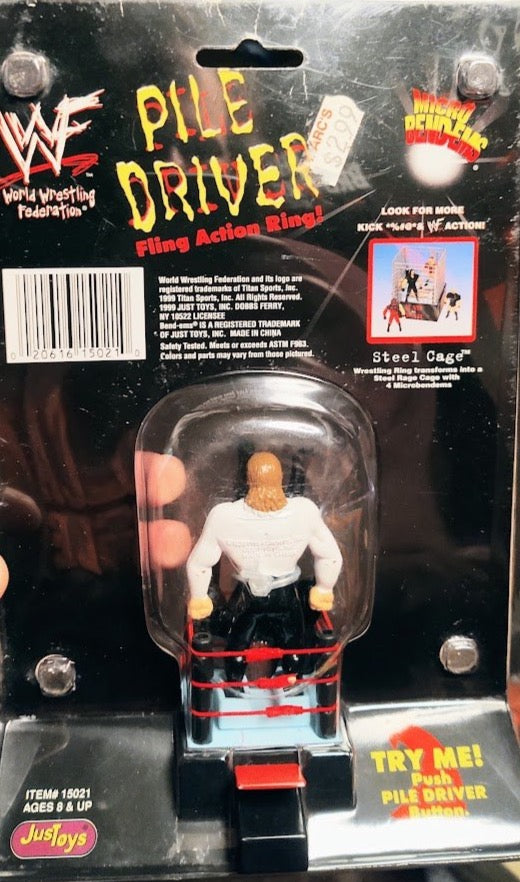 PILE
DRIVER
Fling Action Ring!
ARC'S
$2.99
WF
World Wrestling
Federation®
MICRO
BENDEMS
LOOK FOR MORE
KICK *%#@*& WF ACTION!
Steel Cage™
Wrestling Ring transforms into a
Steel Rage Cage with
4 Microbendems
World Wrestling Federation and its logo are
registered trademarks of Titan Sports, Inc.
1999 Titan Sports, Inc. All Rights Reserved.
1999 JUST TOYS, INC. DOBBS FERRY,
NY 10522 LICENSEE
Bend-ems® IS A REGISTERED TRADEMARK
OF JUST TOYS, INC. MADE IN CHINA
Safety Tested. Meets or exceeds ASTM F963.
Colors and parts may vary from those pictured.
0 20616 15021 0
TRY ME!
Push
PILE DRIVER
Button.
ITEM# 15021
AGES 8 & UP
JusToys